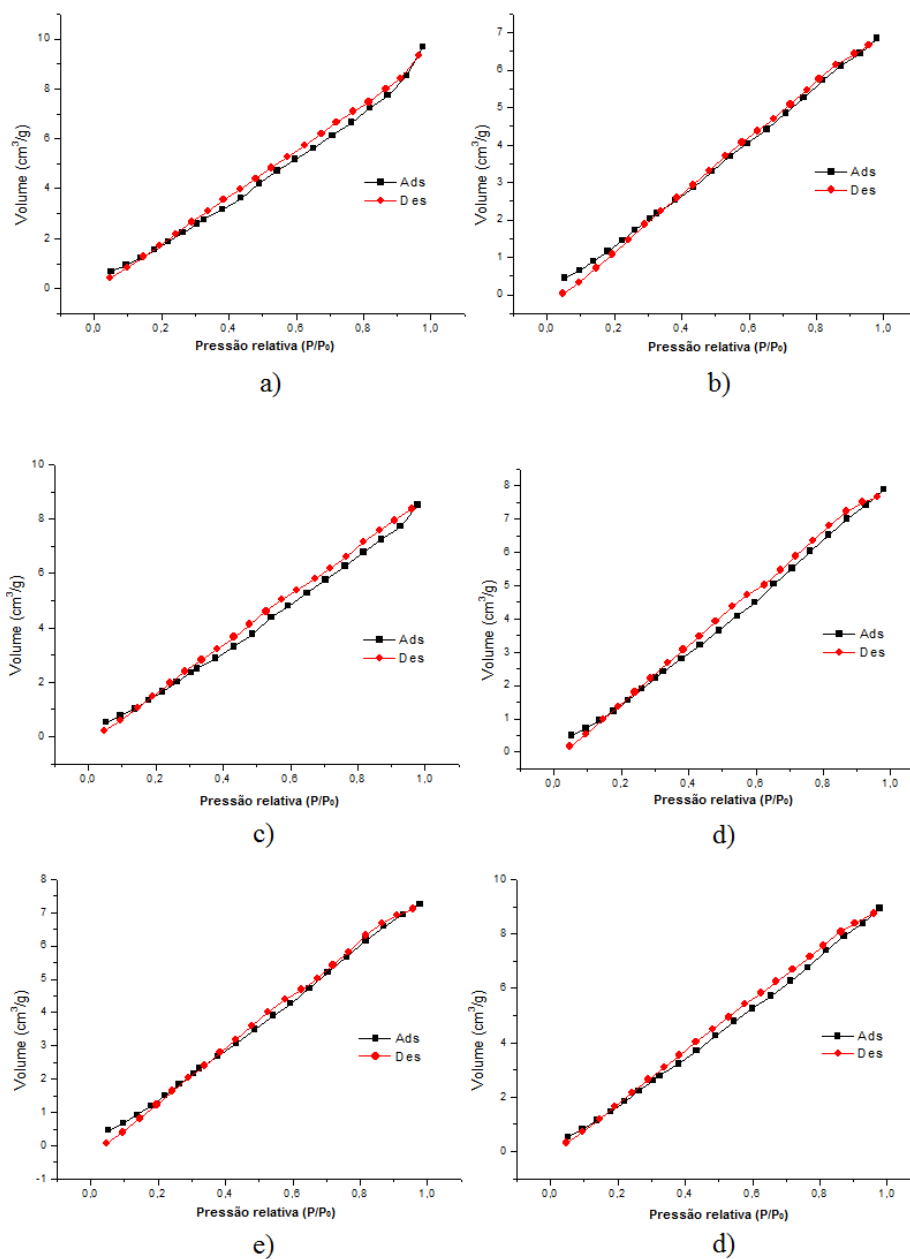 10
8
6
4
2
0
Volume (cm³/g)
Ads
Des
0,0 0,2 0,4 0,6 0,8 1,0
Pressão relativa (P/P₀)
a)
7
6
5
4
3
2
1
0
Volume (cm³/g)
Ads
Des
0,0 0,2 0,4 0,6 0,8 1,0
Pressão relativa (P/P₀)
b)
10
8
6
4
2
0
Volume (cm³/g)
Ads
Des
0,0 0,2 0,4 0,6 0,8 1,0
Pressão relativa (P/P₀)
c)
8
7
6
5
4
3
2
1
0
Volume (cm³/g)
Ads
Des
0,0 0,2 0,4 0,6 0,8 1,0
Pressão relativa (P/P₀)
d)
8
7
6
5
4
3
2
1
0
-1
Volume (cm³/g)
Ads
Des
0,0 0,2 0,4 0,6 0,8 1,0
Pressão relativa (P/P₀)
e)
10
8
6
4
2
0
Volume (cm³/g)
Ads
Des
0,0 0,2 0,4 0,6 0,8 1,0
Pressão relativa (P/P₀)
d)